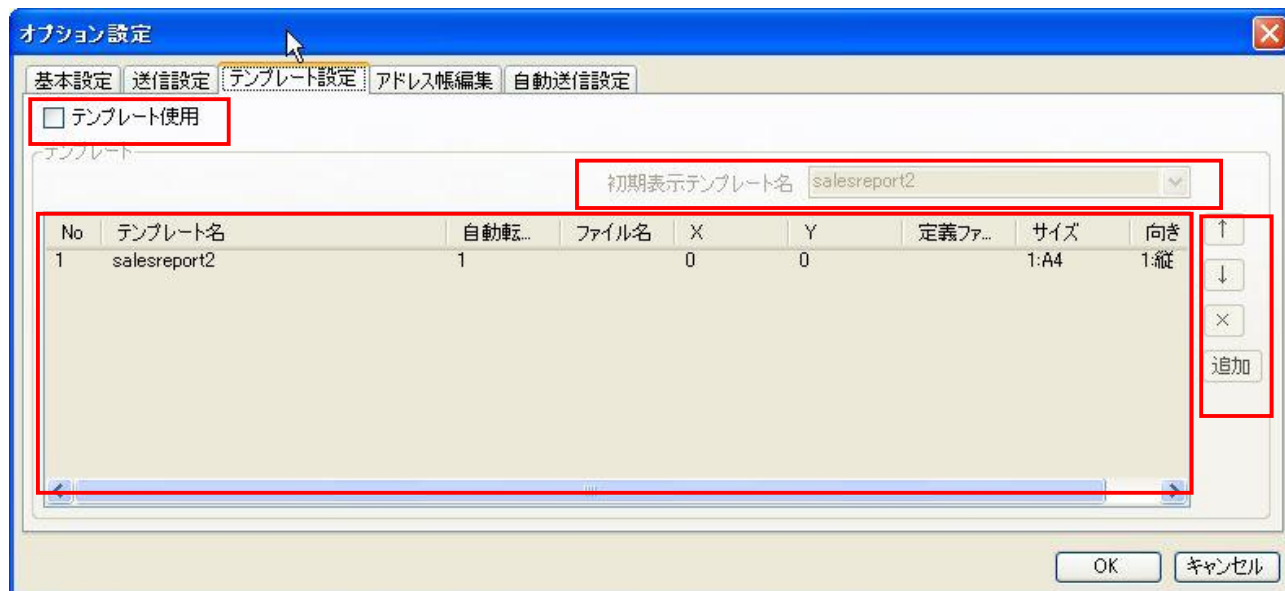 オプション設定
基本設定 送信設定 テンプレート設定 アドレス帳編集 自動送信設定
テンプレート使用
テンプレート
初期表示テンプレート名 salesreport2
No テンプレート名 自動転... ファイル名 X Y 定義ファ... サイズ 向き ↑
1 salesreport2 1 0 0 1:A4 1:縦
↓
×
追加
OK キャンセル